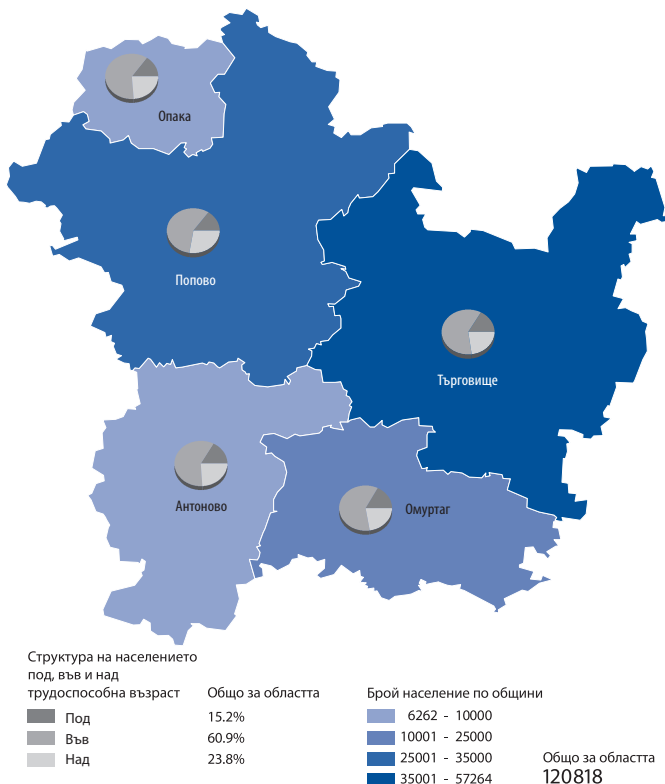 Опака
Попово
Търговище
Антоново
Омуртаг
Структура на населението
под, във и над
трудоспособна възраст
Общо за областта
Под 15.2%
Във 60.9%
Над 23.8%
Брой население по общини
6262 - 10000
10001 - 25000
25001 - 35000
35001 - 57264
Общо за областта
120818